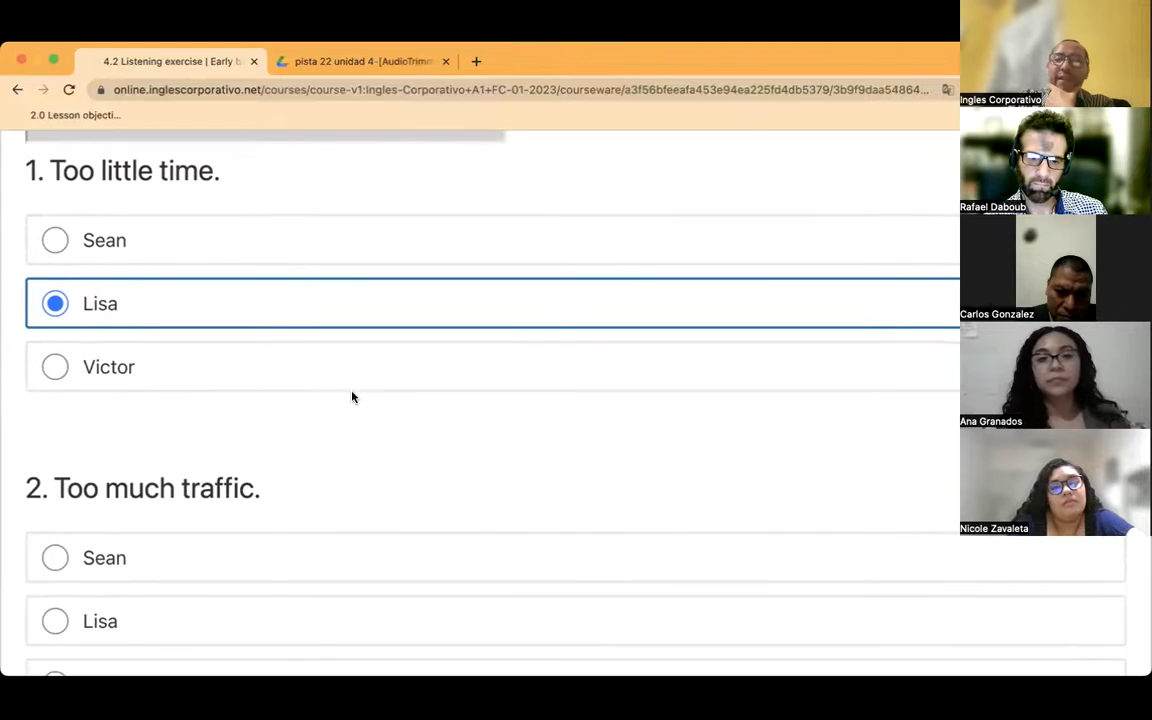 4.2 Listening exercise | Early b
pista 22 unidad 4-[AudioTrimm
online.inglescorporativo.net/courses/course-v1:Ingles-Corporativo+A1+FC-01-2023/courseware/a3f56bfeeafa453e94ea225fd4db5379/3b9f9daa54864...
2.0 Lesson objecti...
1. Too little time.
Sean
Lisa
Victor
2. Too much traffic.
Sean
Lisa
Ingles Corporativo
Rafael Daboub
Carlos Gonzalez
Ana Granados
Nicole Zavaleta